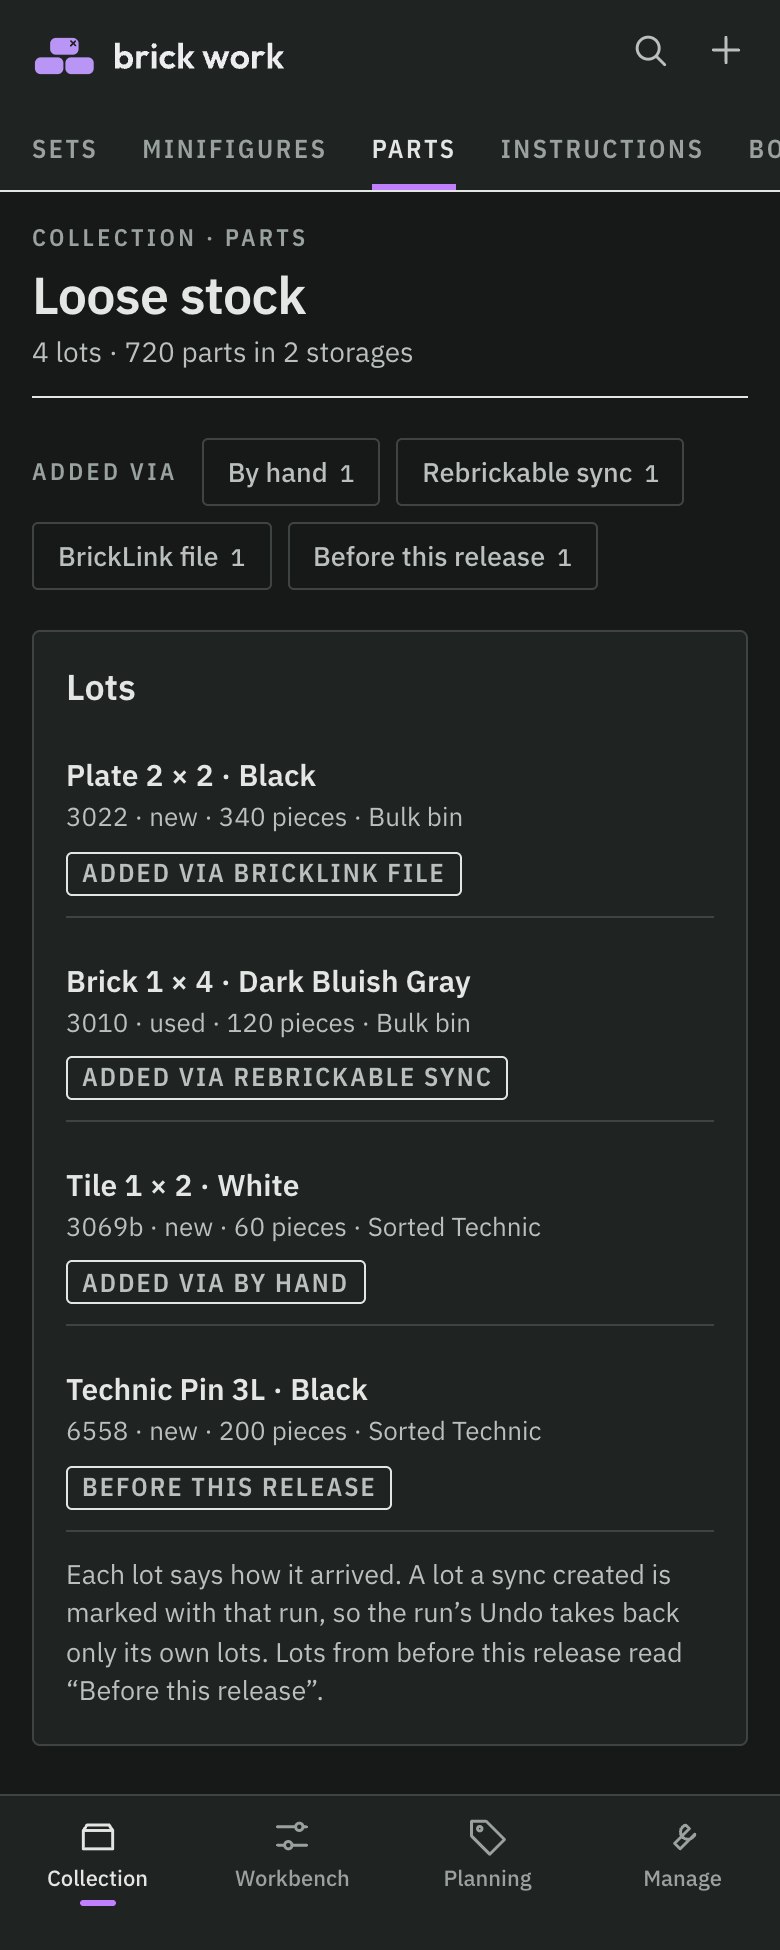 brick work
SETS MINIFIGURES PARTS INSTRUCTIONS BO
COLLECTION · PARTS
Loose stock
4 lots · 720 parts in 2 storages
ADDED VIA By hand 1 Rebrickable sync 1
BrickLink file 1 Before this release 1
Lots
Plate 2 × 2 · Black
3022 · new · 340 pieces · Bulk bin
ADDED VIA BRICKLINK FILE
Brick 1 × 4 · Dark Bluish Gray
3010 · used · 120 pieces · Bulk bin
ADDED VIA REBRICKABLE SYNC
Tile 1 × 2 · White
3069b · new · 60 pieces · Sorted Technic
ADDED VIA BY HAND
Technic Pin 3L · Black
6558 · new · 200 pieces · Sorted Technic
BEFORE THIS RELEASE
Each lot says how it arrived. A lot a sync created is
marked with that run, so the run’s Undo takes back
only its own lots. Lots from before this release read
“Before this release”.
Collection Workbench Planning Manage